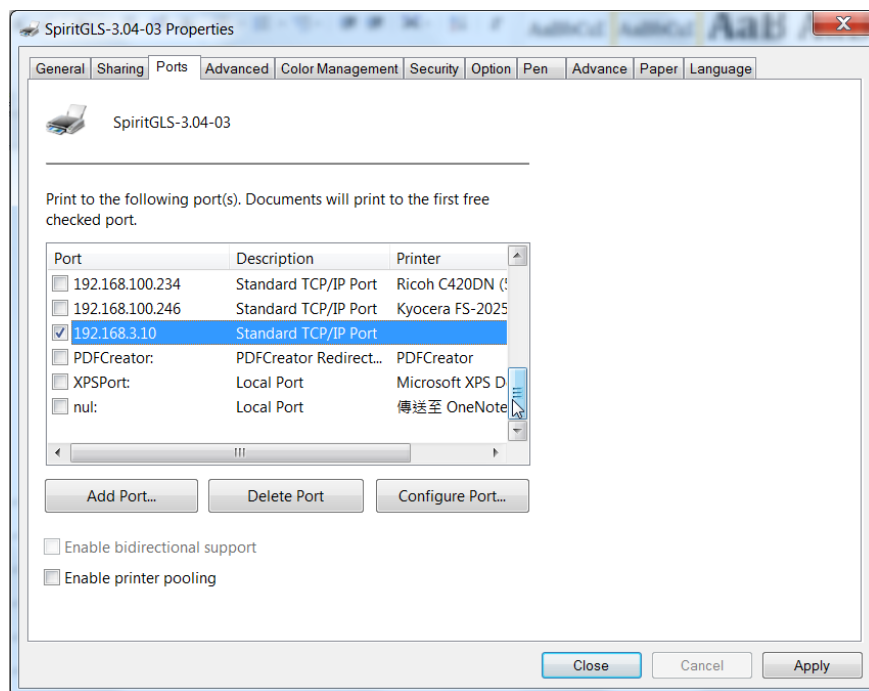 SpiritGLS-3.04-03 Properties
General Sharing Ports Advanced Color Management Security Option Pen Advance Paper Language
SpiritGLS-3.04-03
Print to the following port(s). Documents will print to the first free
checked port.
Port Description Printer
192.168.100.234 Standard TCP/IP Port Ricoh C420DN (
192.168.100.246 Standard TCP/IP Port Kyocera FS-2025
192.168.3.10 Standard TCP/IP Port
PDFCreator: PDFCreator Redirect... PDFCreator
XPSPort: Local Port Microsoft XPS D
nul: Local Port 傳送至 OneNote
Add Port... Delete Port Configure Port...
Enable bidirectional support
Enable printer pooling
Close Cancel Apply